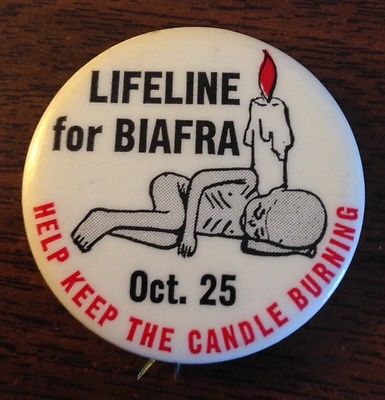 LIFELINE
for BIAFRA
Oct. 25
HELP KEEP THE CANDLE BURNING